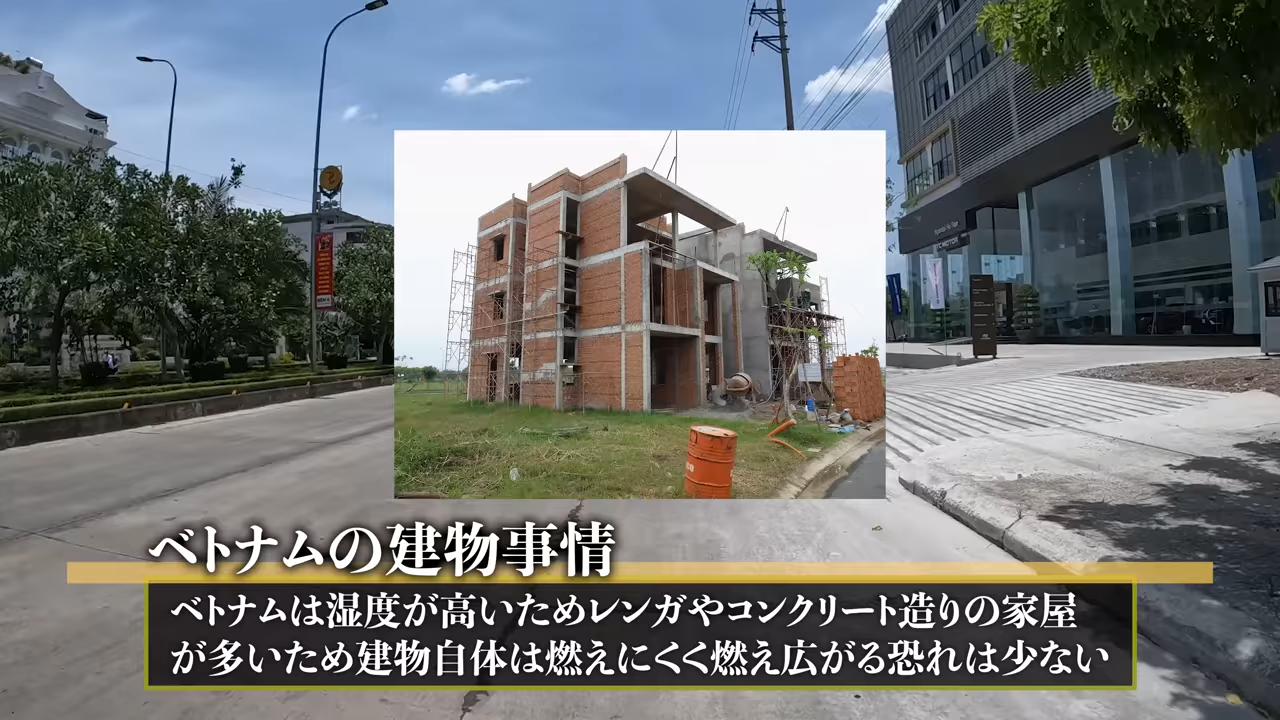 ベトナムの建物事情
ベトナムは湿度が高いためレンガやコンクリート造りの家屋
が多いため建物自体は燃えにくく燃え広がる恐れは少ない